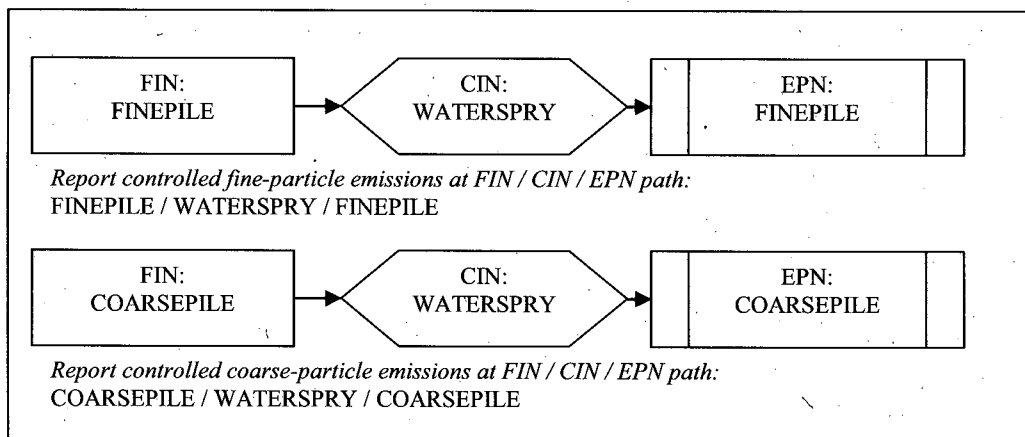 FIN:
FINEPILE
CIN:
WATERSPRY
EPN:
FINEPILE
Report controlled fine-particle emissions at FIN / CIN / EPN path:
FINEPILE / WATERSPRY / FINEPILE
FIN:
COARSEPILE
CIN:
WATERSPRY
EPN:
COARSEPILE
Report controlled coarse-particle emissions at FIN / CIN / EPN path:
COARSEPILE / WATERSPRY / COARSEPILE